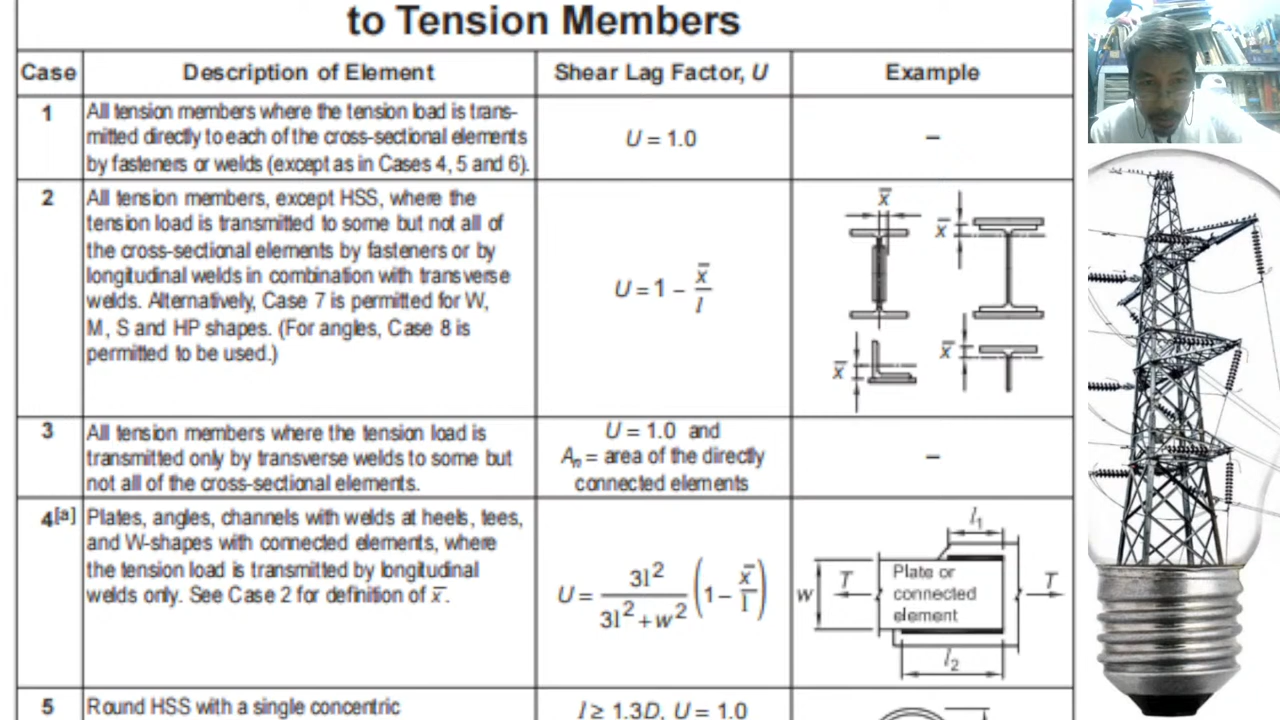 to Tension Members
Case Description of Element Shear Lag Factor, U Example
1
All tension members where the tension load is trans-
mitted directly to each of the cross-sectional elements
by fasteners or welds (except as in Cases 4, 5 and 6).
U = 1.0
–
2
All tension members, except HSS, where the
tension load is transmitted to some but not all of
the cross-sectional elements by fasteners or by
longitudinal welds in combination with transverse
welds. Alternatively, Case 7 is permitted for W,
M, S and HP shapes. (For angles, Case 8 is
permitted to be used.)
U = 1 − x̅/l
x̅
x̅
x̅
x̅
3
All tension members where the tension load is
transmitted only by transverse welds to some but
not all of the cross-sectional elements.
U = 1.0 and
An = area of the directly
connected elements
–
4[a]
Plates, angles, channels with welds at heels, tees,
and W-shapes with connected elements, where
the tension load is transmitted by longitudinal
welds only. See Case 2 for definition of x̅.
U = 3l²/(3l² + w²) (1 − x̅/l)
l1
w
T
Plate or
connected
element
T
l2
5
Round HSS with a single concentric
l ≥ 1.3D, U = 1.0